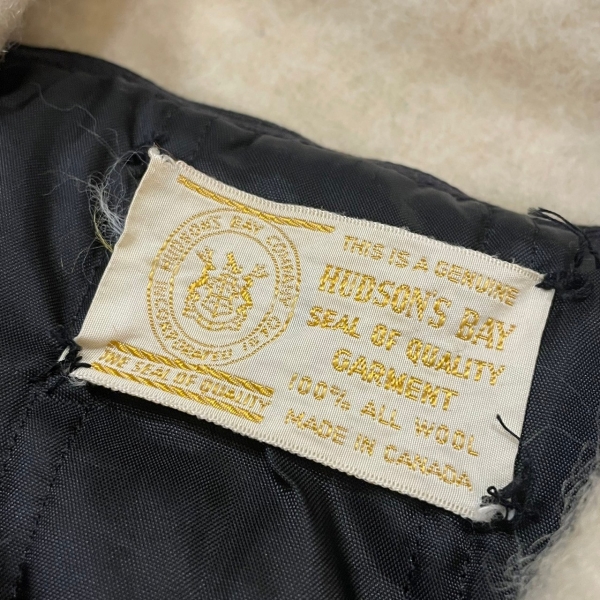 HUDSON'S BAY COMPANY
INCORPORATED 1670
THE SEAL OF QUALITY
THIS IS A GENUINE
HUDSON'S BAY
SEAL OF QUALITY
GARMENT
100% ALL WOOL
MADE IN CANADA